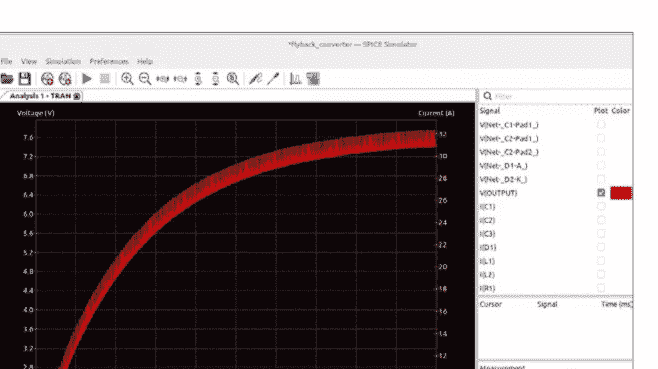 *flyback_converter — SPICE Simulator
File View Simulation Preferences Help
Analysis 1 - TRAN
Filter
Voltage (V) Current (A)
Signal Plot Color
V(Net-_C1-Pad1_)
V(Net-_C2-Pad1_)
V(Net-_C2-Pad2_)
V(Net-_D1-A_)
V(Net-_D2-K_)
V(OUTPUT)
I(C1)
I(C2)
I(C3)
I(D1)
I(L1)
I(L2)
I(R1)
7.6
7.2
6.8
6.4
6.0
5.6
5.2
4.8
4.4
4.0
3.6
3.2
2.8
32
30
28
26
24
22
20
18
16
14
12
Cursor Signal Time (ms)
Measurement